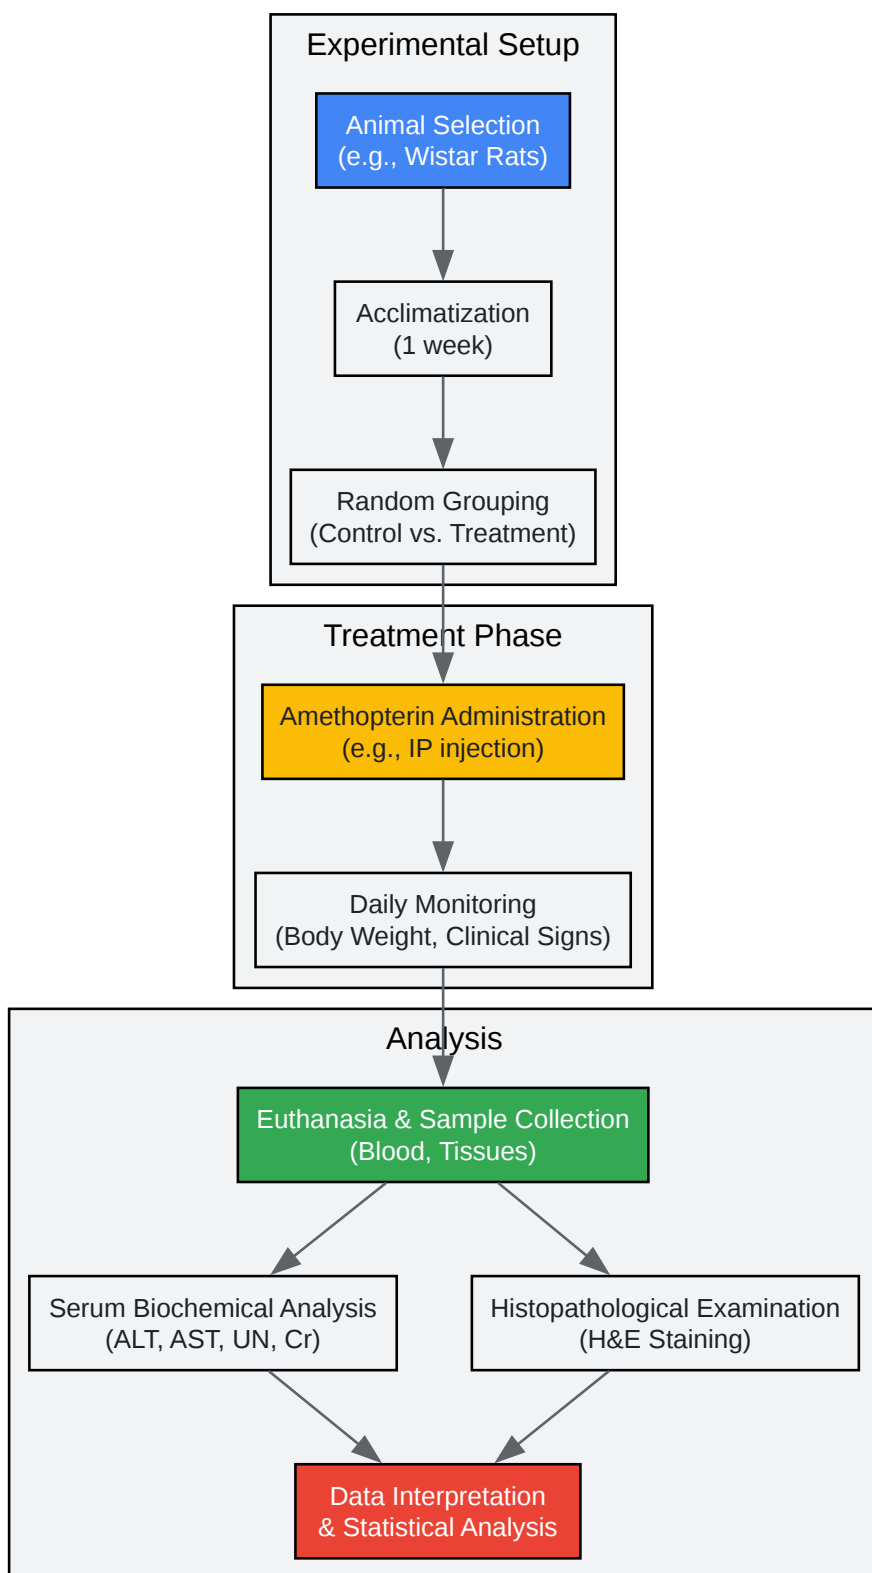 Experimental Setup
Animal Selection
(e.g., Wistar Rats)
Acclimatization
(1 week)
Random Grouping
(Control vs. Treatment)
Treatment Phase
Amethopterin Administration
(e.g., IP injection)
Daily Monitoring
(Body Weight, Clinical Signs)
Analysis
Euthanasia & Sample Collection
(Blood, Tissues)
Serum Biochemical Analysis
(ALT, AST, UN, Cr)
Histopathological Examination
(H&E Staining)
Data Interpretation
& Statistical Analysis